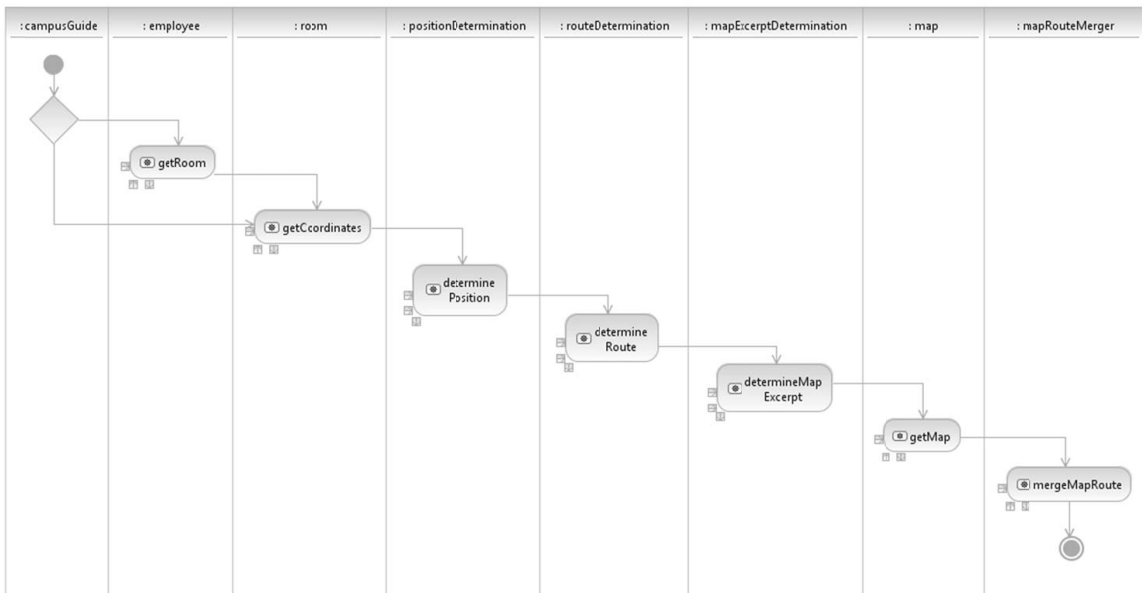 : campusGuide
: employee
: room
: positionDetermination
: routeDetermination
: mapExcerptDetermination
: map
: mapRouteMerger
getRoom
getCoordinates
determine
Position
determine
Route
determineMap
Excerpt
getMap
mergeMapRoute